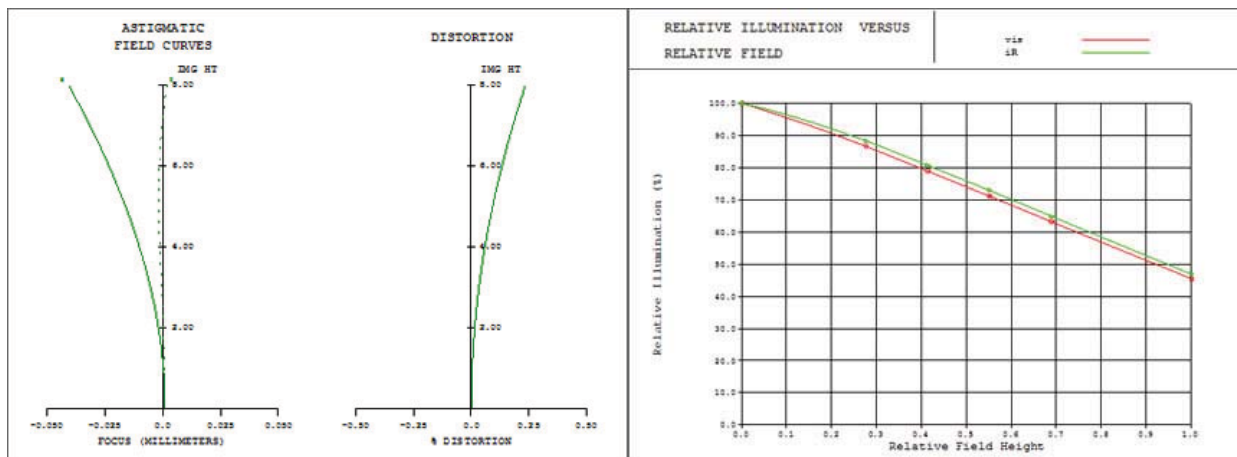 ASTIGMATIC
FIELD CURVES
IMG HT
8.00
6.00
4.00
2.00
-0.050 -0.025 0.0 0.025 0.050
FOCUS (MILLIMETERS)
DISTORTION
IMG HT
8.00
6.00
4.00
2.00
-0.50 -0.25 0.0 0.25 0.50
% DISTORTION
RELATIVE ILLUMINATION VERSUS
RELATIVE FIELD
vis
iR
Relative Illumination (%)
100.0
90.0
80.0
70.0
60.0
50.0
40.0
30.0
20.0
10.0
0.0
0.0 0.1 0.2 0.3 0.4 0.5 0.6 0.7 0.8 0.9 1.0
Relative Field Height